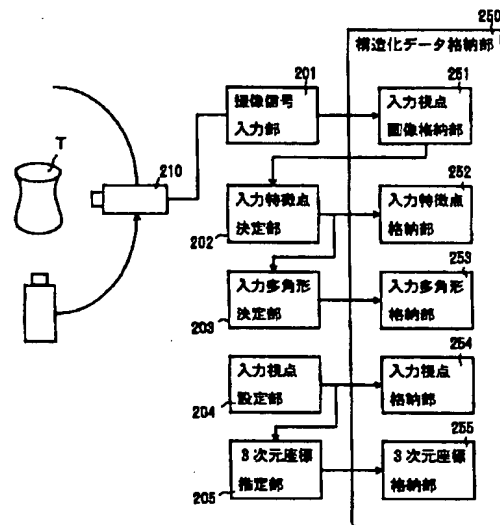 250
構造化データ格納部
201
撮像信号
入力部
251
入力視点
画像格納部
T
210
入力特徴点
決定部
202
252
入力特徴点
格納部
入力多角形
決定部
203
253
入力多角形
格納部
入力視点
設定部
204
254
入力視点
格納部
3次元座標
指定部
205
255
3次元座標
格納部